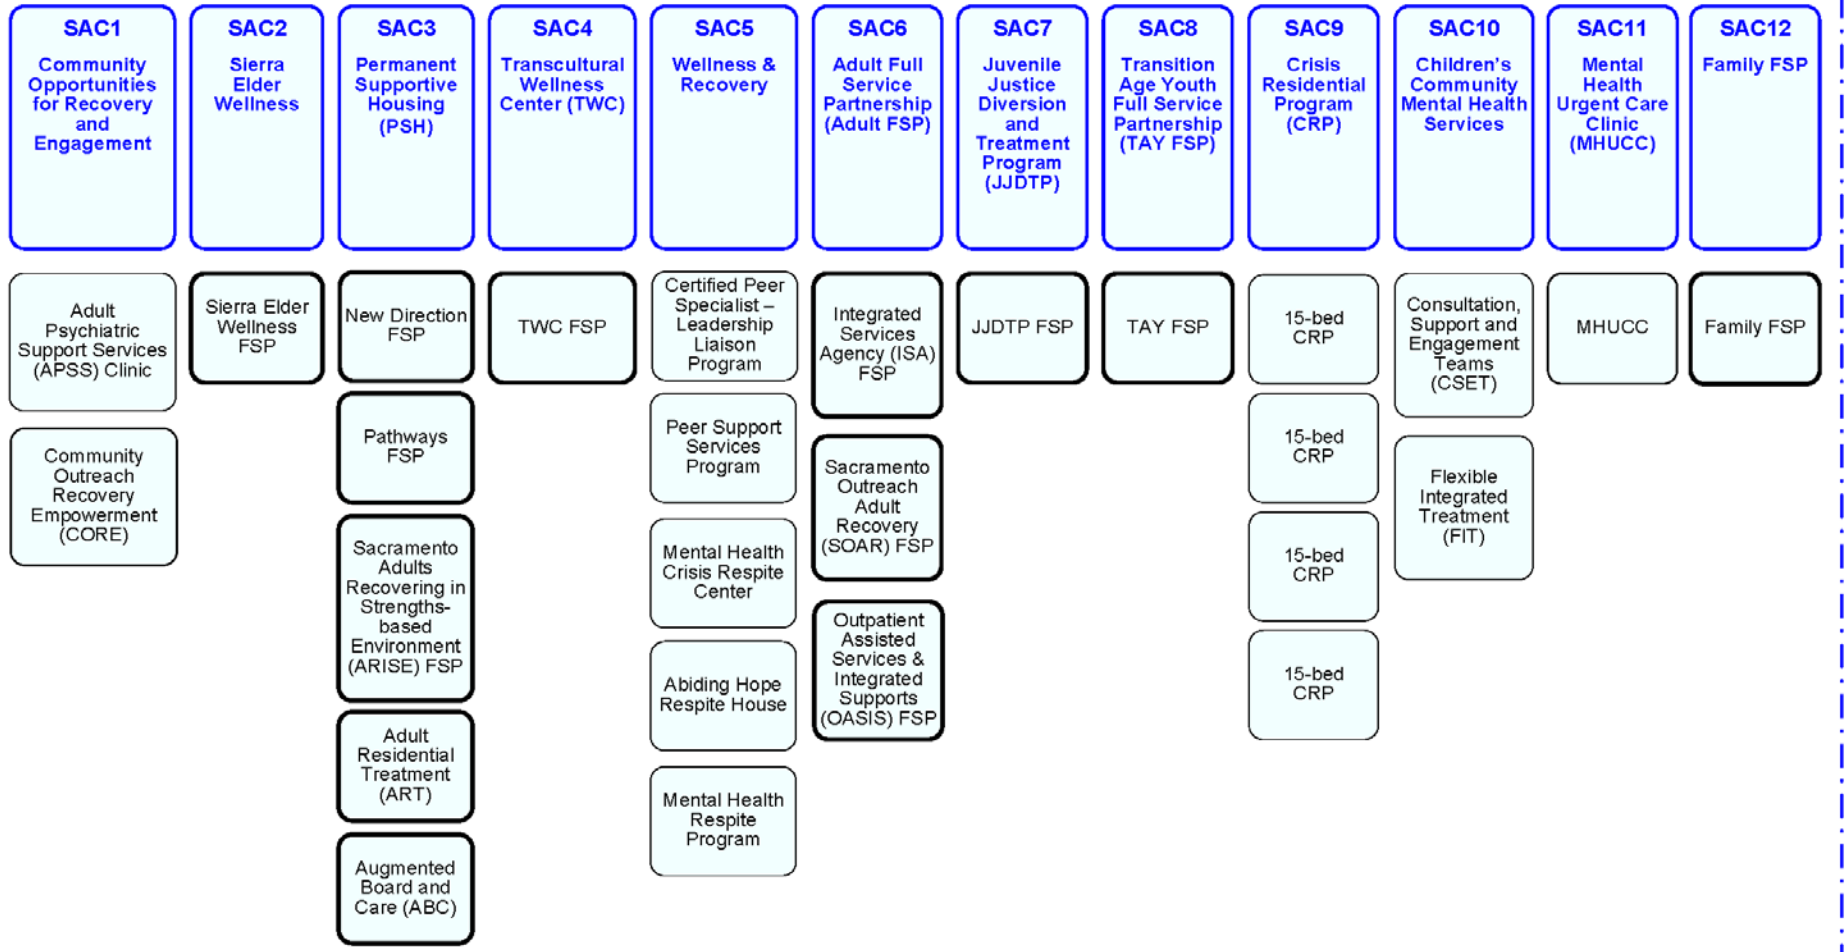 SAC1
Community
Opportunities
for Recovery
and
Engagement
SAC2
Sierra
Elder
Wellness
SAC3
Permanent
Supportive
Housing
(PSH)
SAC4
Transcultural
Wellness
Center (TWC)
SAC5
Wellness &
Recovery
SAC6
Adult Full
Service
Partnership
(Adult FSP)
SAC7
Juvenile
Justice
Diversion
and
Treatment
Program
(JJDTP)
SAC8
Transition
Age Youth
Full Service
Partnership
(TAY FSP)
SAC9
Crisis
Residential
Program
(CRP)
SAC10
Children's
Community
Mental Health
Services
SAC11
Mental
Health
Urgent Care
Clinic
(MHUCC)
SAC12
Family FSP
Adult
Psychiatric
Support Services
(APSS) Clinic
Community
Outreach
Recovery
Empowerment
(CORE)
Sierra Elder
Wellness
FSP
New Direction
FSP
Pathways
FSP
Sacramento
Adults
Recovering in
Strengths-
based
Environment
(ARISE) FSP
Adult
Residential
Treatment
(ART)
Augmented
Board and
Care (ABC)
TWC FSP
Certified Peer
Specialist –
Leadership
Liaison
Program
Peer Support
Services
Program
Mental Health
Crisis Respite
Center
Abiding Hope
Respite House
Mental Health
Respite
Program
Integrated
Services
Agency (ISA)
FSP
Sacramento
Outreach
Adult
Recovery
(SOAR) FSP
Outpatient
Assisted
Services &
Integrated
Supports
(OASIS) FSP
JJDTP FSP
TAY FSP
15-bed
CRP
15-bed
CRP
15-bed
CRP
15-bed
CRP
Consultation,
Support and
Engagement
Teams
(CSET)
Flexible
Integrated
Treatment
(FIT)
MHUCC
Family FSP